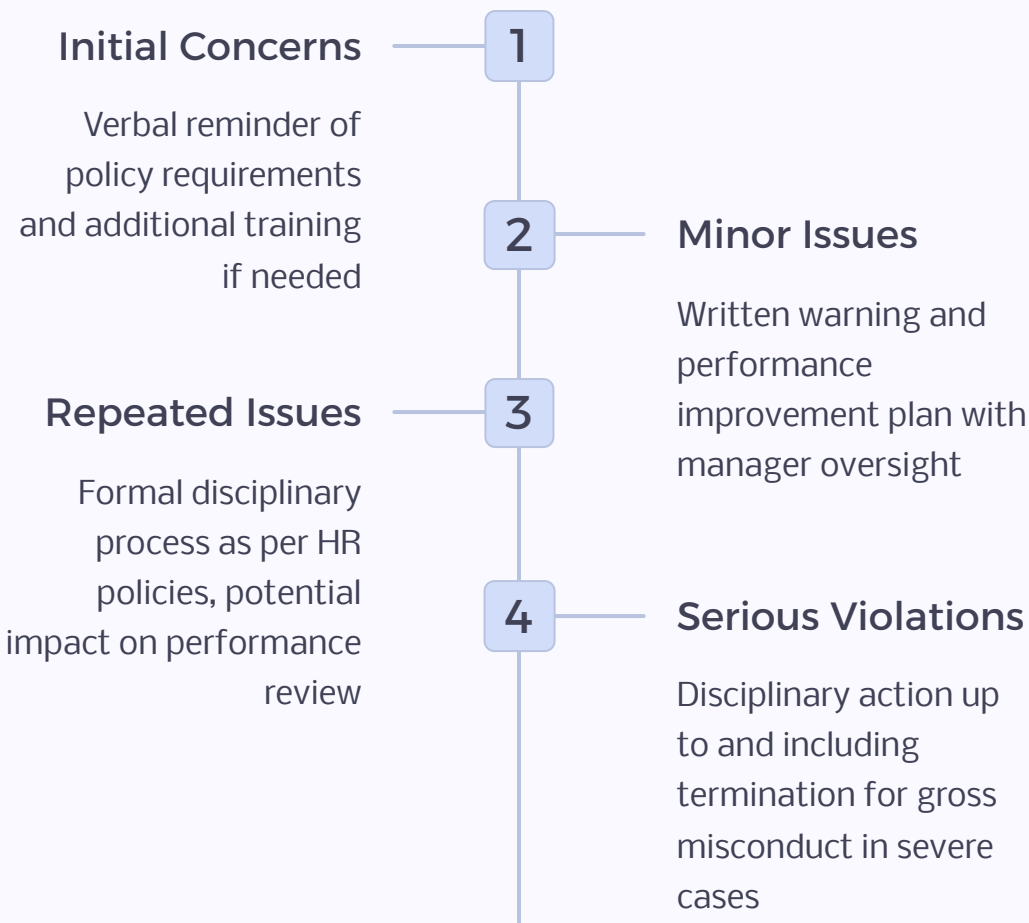 1
Initial Concerns
Verbal reminder of
policy requirements
and additional training
if needed
2
Minor Issues
Written warning and
performance
improvement plan with
manager oversight
3
Repeated Issues
Formal disciplinary
process as per HR
policies, potential
impact on performance
review
4
Serious Violations
Disciplinary action up
to and including
termination for gross
misconduct in severe
cases